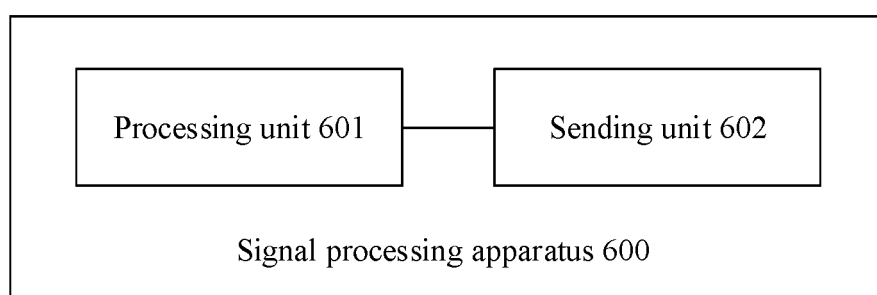 Processing unit 601
Sending unit 602
Signal processing apparatus 600